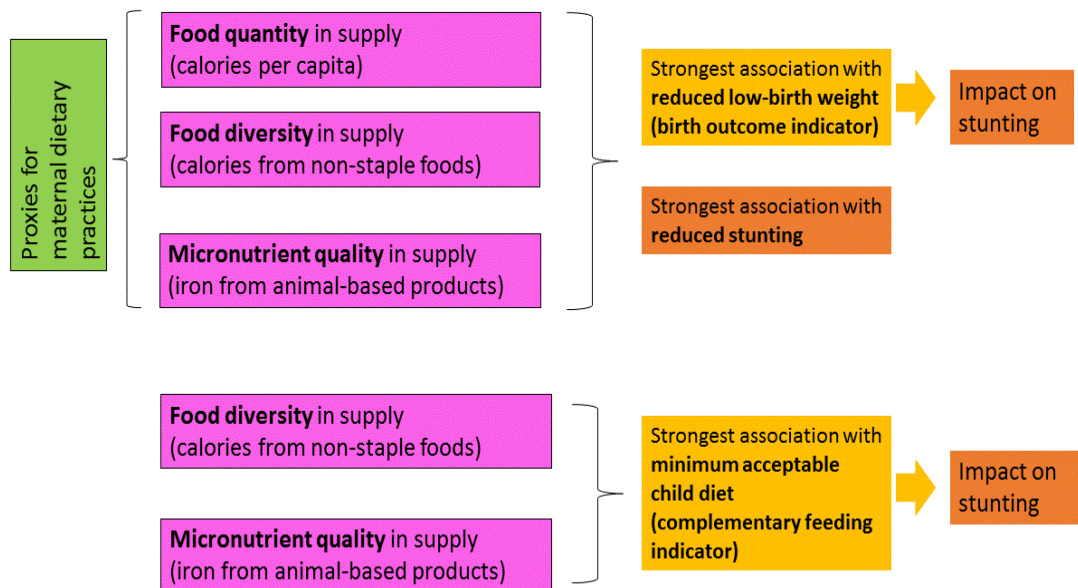 Proxies for
maternal dietary
practices
Food quantity in supply
(calories per capita)
Food diversity in supply
(calories from non-staple foods)
Micronutrient quality in supply
(iron from animal-based products)
Strongest association with
reduced low-birth weight
(birth outcome indicator)
Impact on
stunting
Strongest association with
reduced stunting
Food diversity in supply
(calories from non-staple foods)
Micronutrient quality in supply
(iron from animal-based products)
Strongest association with
minimum acceptable
child diet
(complementary feeding
indicator)
Impact on
stunting